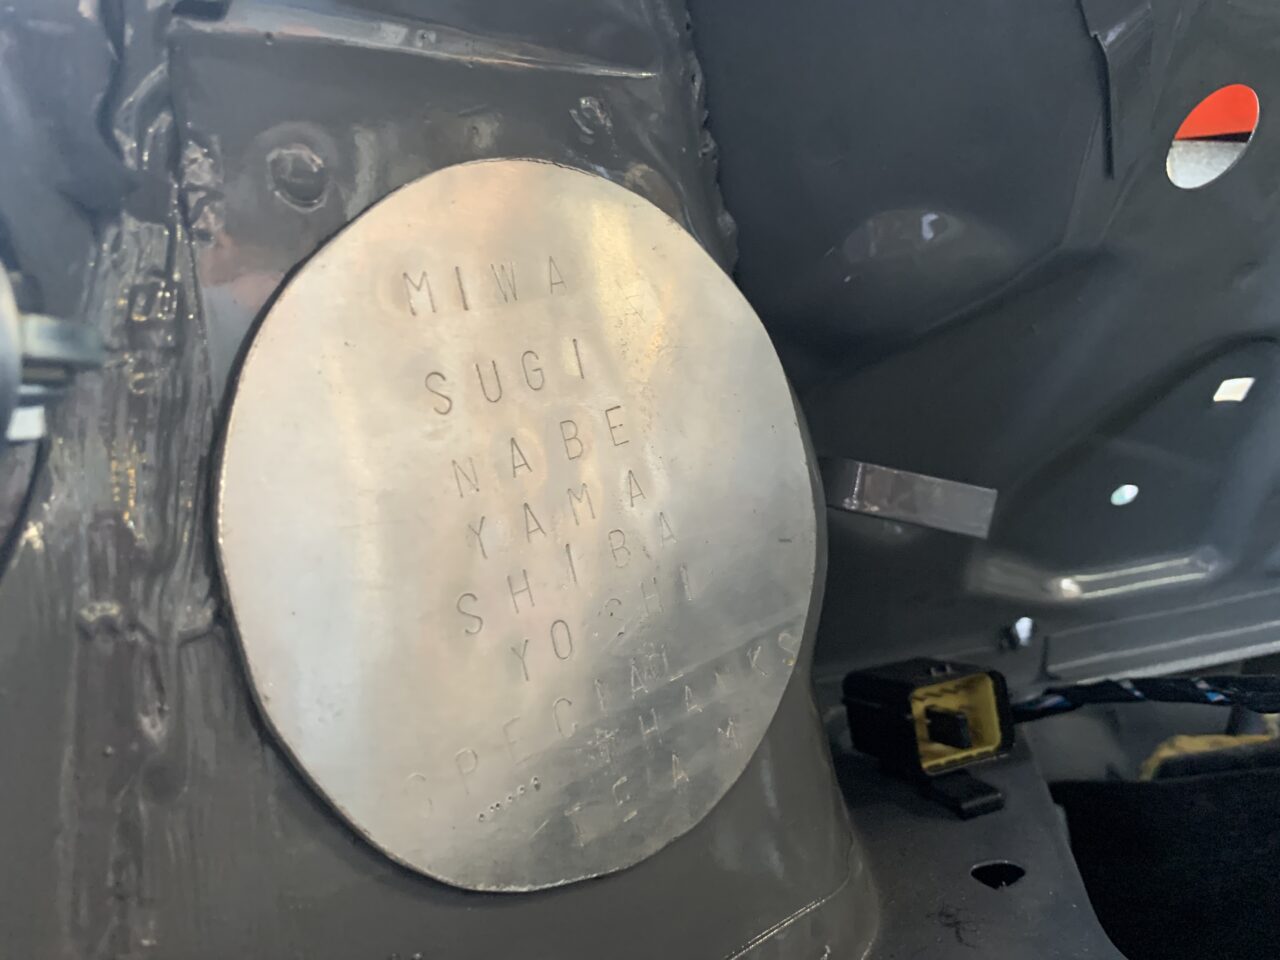 MIWA
SUGI
NABE
YAMA
SHIBA
YOSHI
SPECIAL THANKS
......TEAM